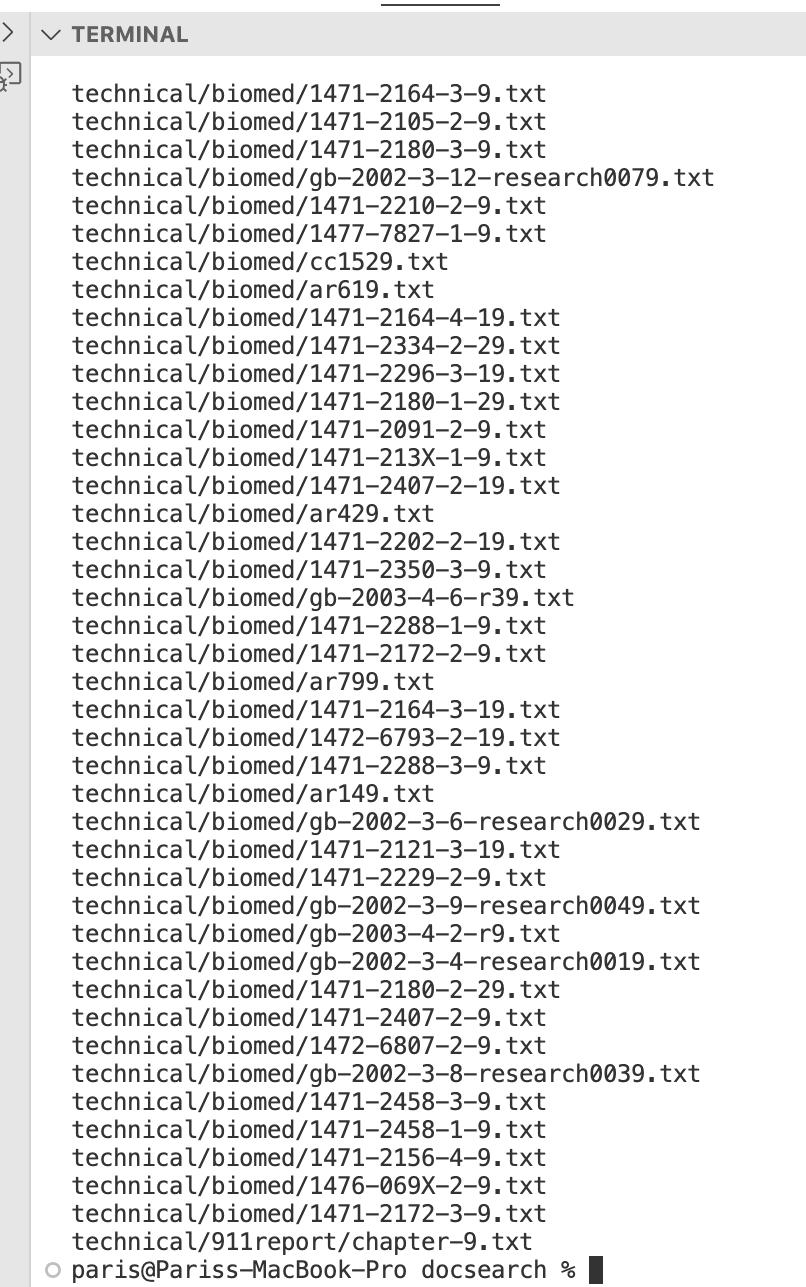 TERMINAL
technical/biomed/1471-2164-3-9.txt
technical/biomed/1471-2105-2-9.txt
technical/biomed/1471-2180-3-9.txt
technical/biomed/gb-2002-3-12-research0079.txt
technical/biomed/1471-2210-2-9.txt
technical/biomed/1477-7827-1-9.txt
technical/biomed/cc1529.txt
technical/biomed/ar619.txt
technical/biomed/1471-2164-4-19.txt
technical/biomed/1471-2334-2-29.txt
technical/biomed/1471-2296-3-19.txt
technical/biomed/1471-2180-1-29.txt
technical/biomed/1471-2091-2-9.txt
technical/biomed/1471-213X-1-9.txt
technical/biomed/1471-2407-2-19.txt
technical/biomed/ar429.txt
technical/biomed/1471-2202-2-19.txt
technical/biomed/1471-2350-3-9.txt
technical/biomed/gb-2003-4-6-r39.txt
technical/biomed/1471-2288-1-9.txt
technical/biomed/1471-2172-2-9.txt
technical/biomed/ar799.txt
technical/biomed/1471-2164-3-19.txt
technical/biomed/1472-6793-2-19.txt
technical/biomed/1471-2288-3-9.txt
technical/biomed/ar149.txt
technical/biomed/gb-2002-3-6-research0029.txt
technical/biomed/1471-2121-3-19.txt
technical/biomed/1471-2229-2-9.txt
technical/biomed/gb-2002-3-9-research0049.txt
technical/biomed/gb-2003-4-2-r9.txt
technical/biomed/gb-2002-3-4-research0019.txt
technical/biomed/1471-2180-2-29.txt
technical/biomed/1471-2407-2-9.txt
technical/biomed/1472-6807-2-9.txt
technical/biomed/gb-2002-3-8-research0039.txt
technical/biomed/1471-2458-3-9.txt
technical/biomed/1471-2458-1-9.txt
technical/biomed/1471-2156-4-9.txt
technical/biomed/1476-069X-2-9.txt
technical/biomed/1471-2172-3-9.txt
technical/911report/chapter-9.txt
paris@Pariss-MacBook-Pro docsearch %